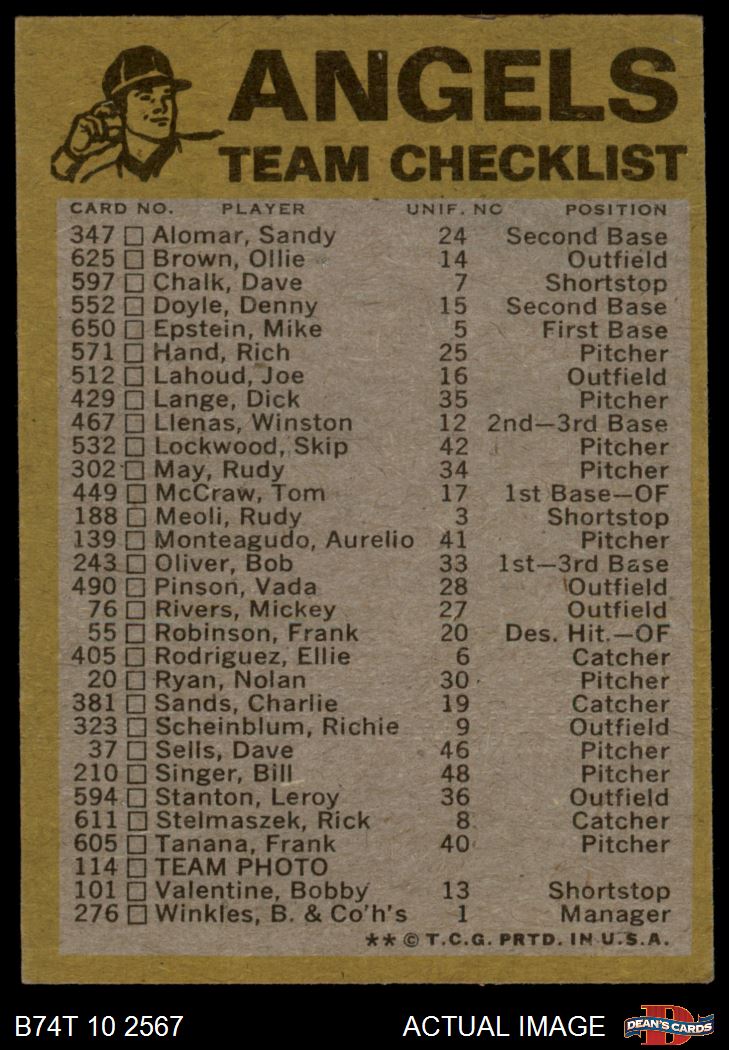 ANGELS
TEAM CHECKLIST
CARD NO. PLAYER UNIF. NO POSITION
347 Alomar, Sandy 24 Second Base
625 Brown, Ollie 14 Outfield
597 Chalk, Dave 7 Shortstop
552 Doyle, Denny 15 Second Base
650 Epstein, Mike 5 First Base
571 Hand, Rich 25 Pitcher
512 Lahoud, Joe 16 Outfield
429 Lange, Dick 35 Pitcher
467 Llenas, Winston 12 2nd—3rd Base
532 Lockwood, Skip 42 Pitcher
302 May, Rudy 34 Pitcher
449 McCraw, Tom 17 1st Base—OF
188 Meoli, Rudy 3 Shortstop
139 Monteagudo, Aurelio 41 Pitcher
243 Oliver, Bob 33 1st—3rd Base
490 Pinson, Vada 28 Outfield
76 Rivers, Mickey 27 Outfield
55 Robinson, Frank 20 Des. Hit.—OF
405 Rodriguez, Ellie 6 Catcher
20 Ryan, Nolan 30 Pitcher
381 Sands, Charlie 19 Catcher
323 Scheinblum, Richie 9 Outfield
37 Sells, Dave 46 Pitcher
210 Singer, Bill 48 Pitcher
594 Stanton, Leroy 36 Outfield
611 Stelmaszek, Rick 8 Catcher
605 Tanana, Frank 40 Pitcher
114 TEAM PHOTO
101 Valentine, Bobby 13 Shortstop
276 Winkles, B. & Co'h's 1 Manager
** © T.C.G. PRTD. IN U.S.A.
B74T 10 2567 ACTUAL IMAGE DEAN'S CARDS